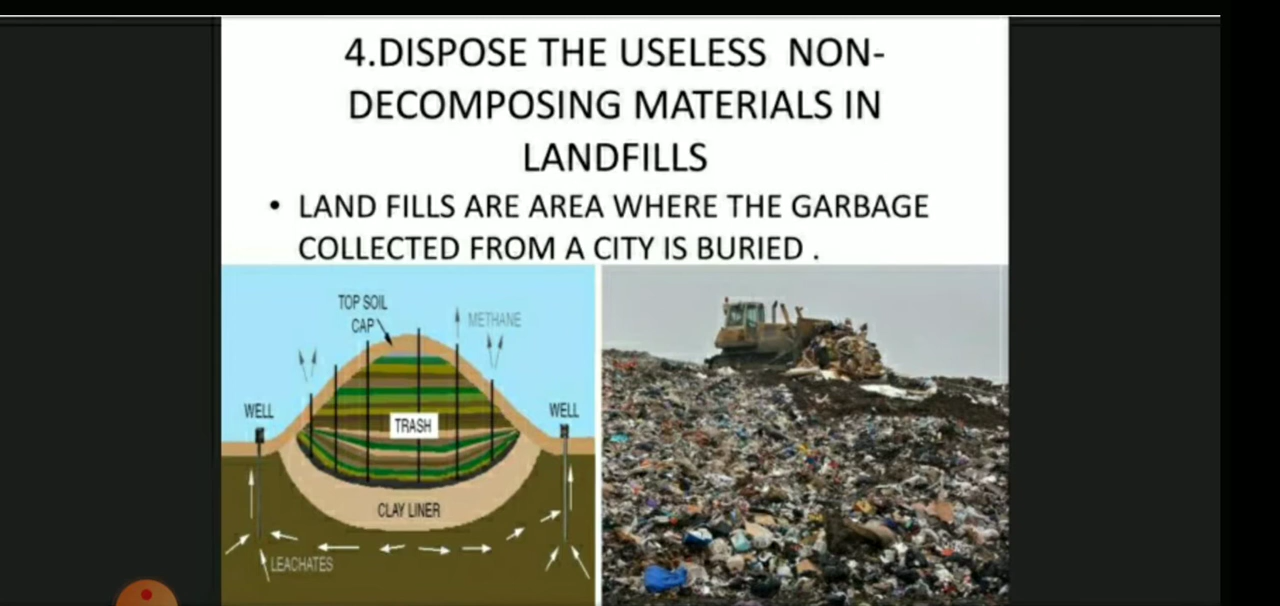 4.DISPOSE THE USELESS NON-
DECOMPOSING MATERIALS IN
LANDFILLS
• LAND FILLS ARE AREA WHERE THE GARBAGE
COLLECTED FROM A CITY IS BURIED .
TOP SOIL
CAP
METHANE
WELL
WELL
TRASH
CLAY LINER
LEACHATES